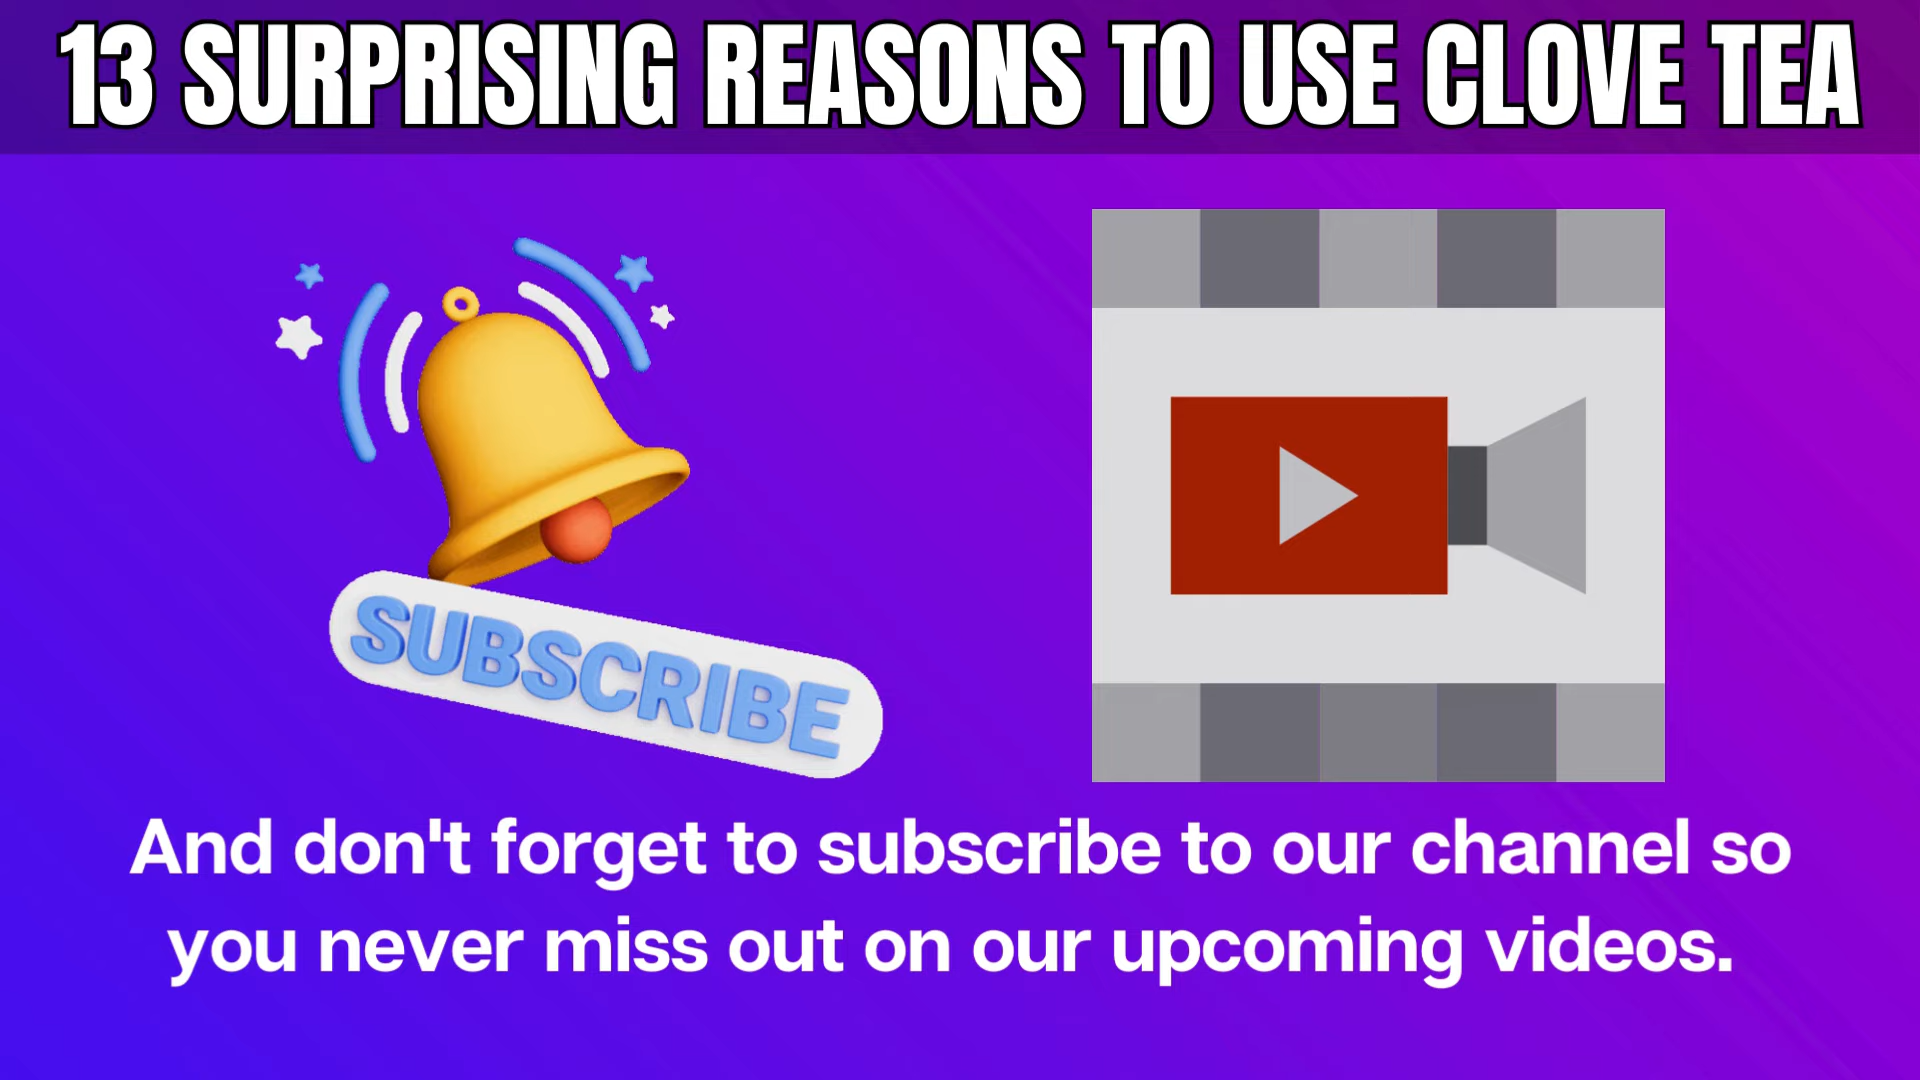 13 SURPRISING REASONS TO USE CLOVE TEA
SUBSCRIBE
And don't forget to subscribe to our channel so
you never miss out on our upcoming videos.